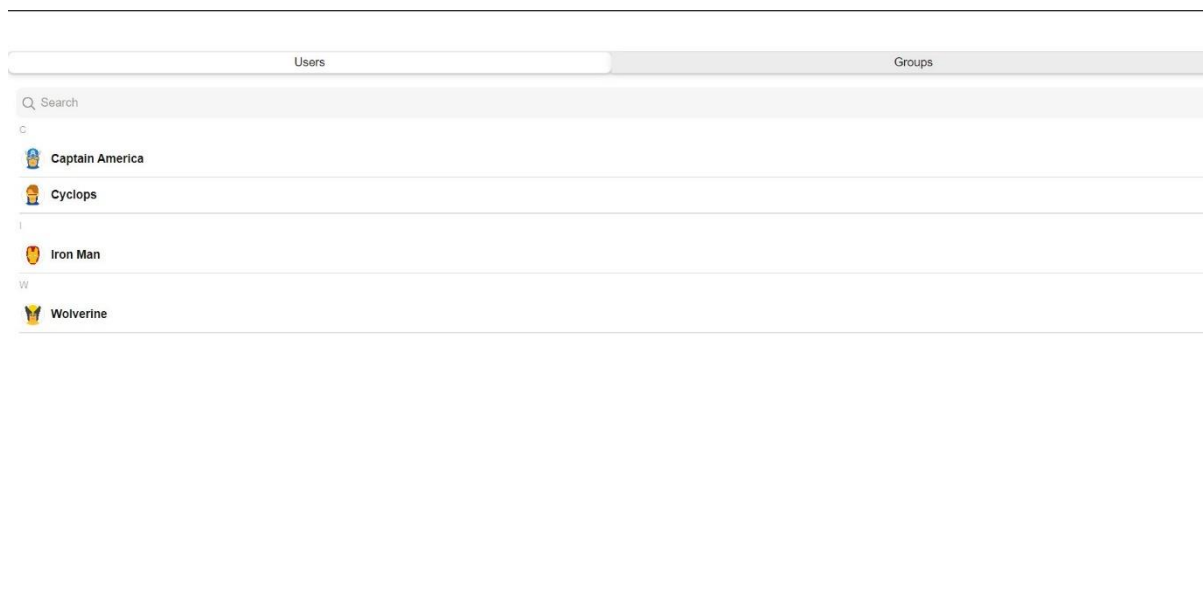 Users Groups
Search
C
Captain America
Cyclops
I
Iron Man
W
Wolverine